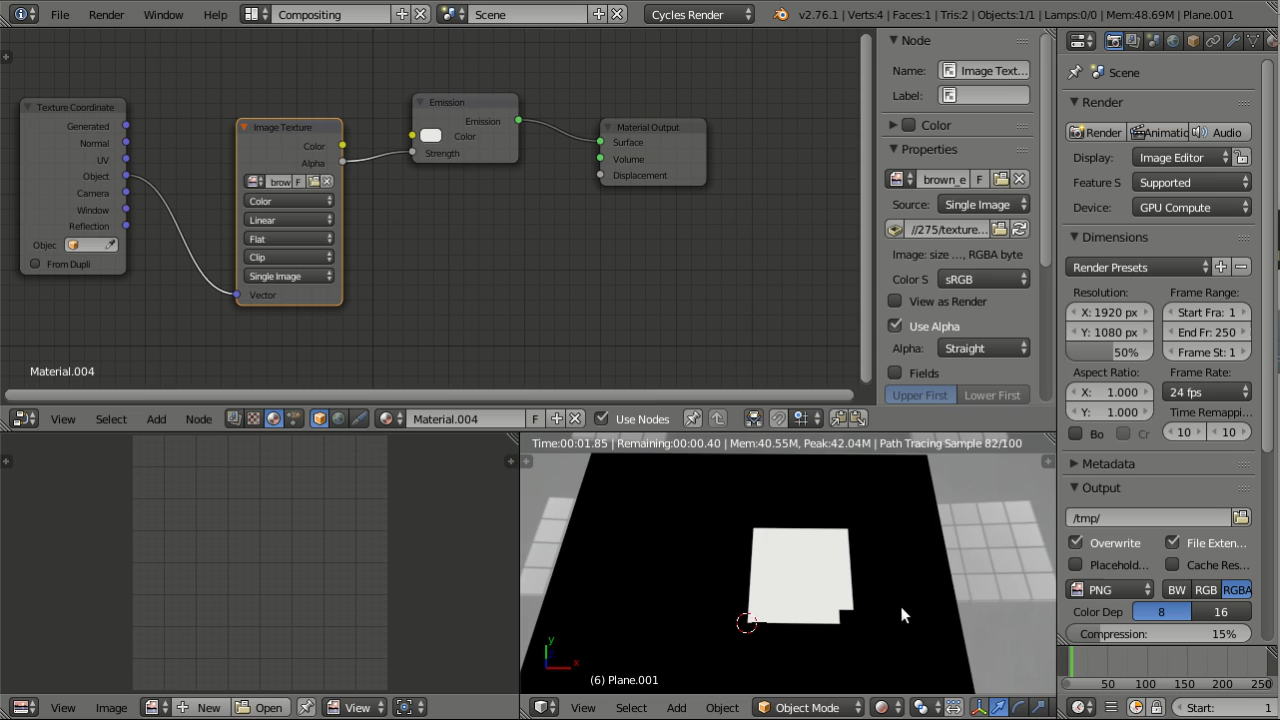 File Render Window Help Compositing Scene Cycles Render v2.76.1 | Verts:4 | Faces:1 | Tris:2 | Objects:1/1 | Lamps:0/0 | Mem:48.69M | Plane.001
Texture Coordinate
Generated
Normal
UV
Object
Camera
Window
Reflection
Objec
From Dupli
Image Texture
Color
Alpha
brow F
Color
Linear
Flat
Clip
Single Image
Vector
Emission
Emission
Color
Strength
Material Output
Surface
Volume
Displacement
Material.004
Node
Name: Image Text...
Label:
Color
Properties
brown_e F
Source: Single Image
//275/texture...
Image: size ..., RGBA byte
Color S sRGB
View as Render
Use Alpha
Alpha: Straight
Fields
Upper First Lower First
View Select Add Node Material.004 F Use Nodes
Scene
Render
Render Animatic Audio
Display: Image Editor
Feature S Supported
Device: GPU Compute
Dimensions
Render Presets
Resolution: Frame Range:
X: 1920 px Start Fra: 1
Y: 1080 px End Fr: 250
50% Frame St: 1
Aspect Ratio: Frame Rate:
X: 1.000 24 fps
Y: 1.000 Time Remappi...
Bo Cr 10 10
Metadata
Output
/tmp/
Overwrite File Exten...
Placehold... Cache Res...
PNG BW RGB RGBA
Color Dep 8 16
Compression: 15%
Time:00:01.85 | Remaining:00:00.40 | Mem:40.55M, Peak:42.04M | Path Tracing Sample 82/100
y
x
(6) Plane.001
View Image New Open View
View Select Add Object Object Mode
50 100 150 200 250
Start: 1